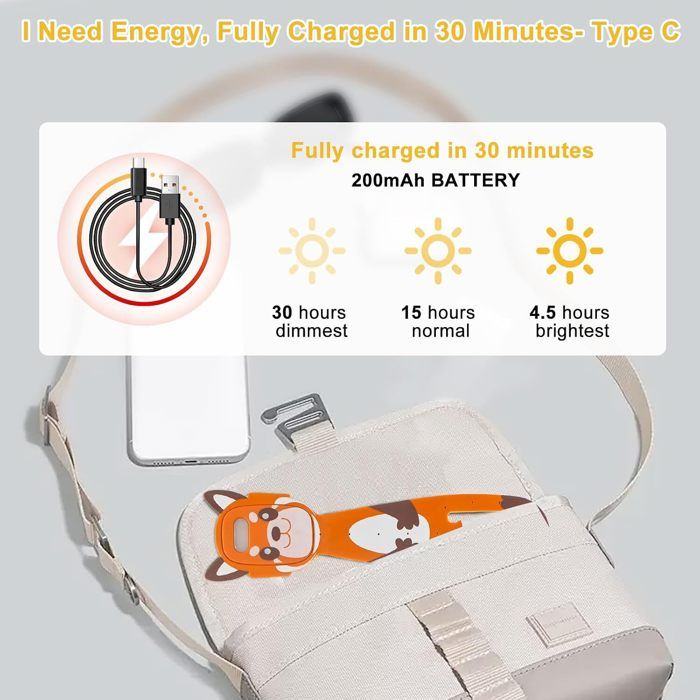 I Need Energy, Fully Charged in 30 Minutes- Type C
Fully charged in 30 minutes
200mAh BATTERY
30 hours
dimmest
15 hours
normal
4.5 hours
brightest